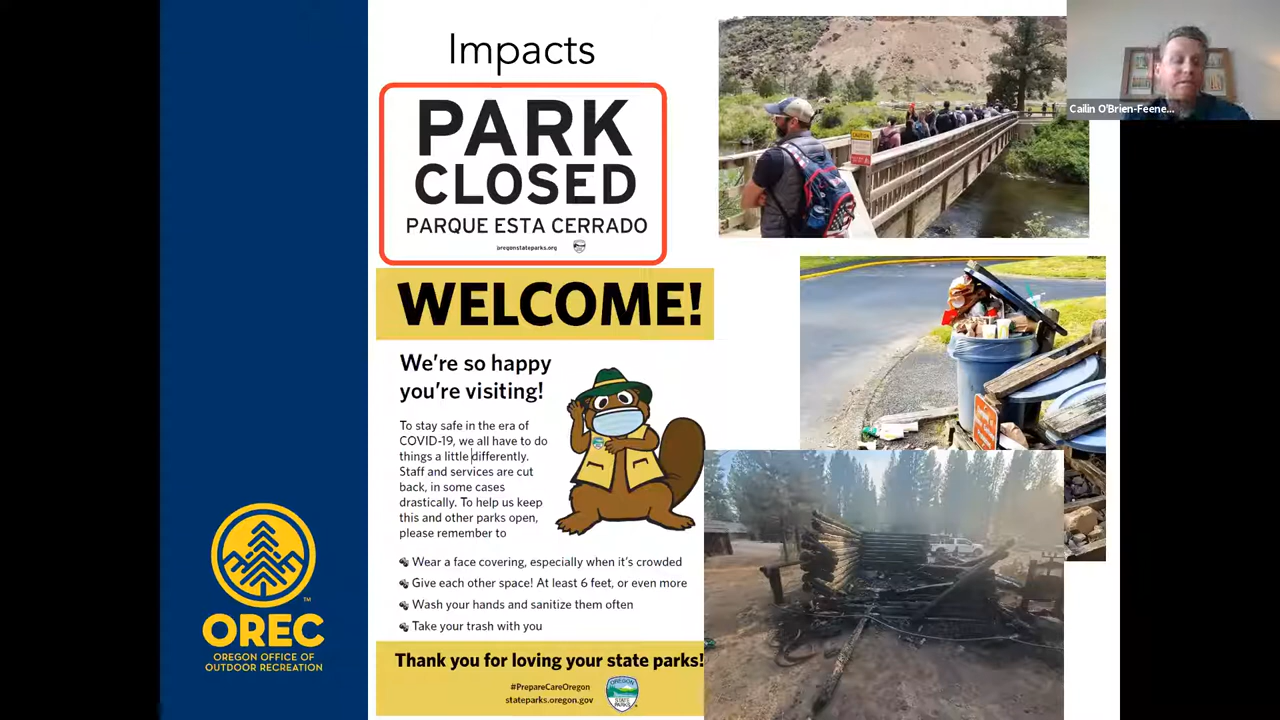 Impacts
PARK
CLOSED
PARQUE ESTA CERRADO
oregonstateparks.org
WELCOME!
We're so happy
you're visiting!
To stay safe in the era of
COVID-19, we all have to do
things a little differently.
Staff and services are cut
back, in some cases
drastically. To help us keep
this and other parks open,
please remember to
Wear a face covering, especially when it's crowded
Give each other space! At least 6 feet, or even more
Wash your hands and sanitize them often
Take your trash with you
Thank you for loving your state parks!
#PrepareCareOregon
stateparks.oregon.gov
OREGON
STATE
PARKS
OREC
TM
OREGON OFFICE OF
OUTDOOR RECREATION
CAUTION
Cailin O'Brien-Feene...